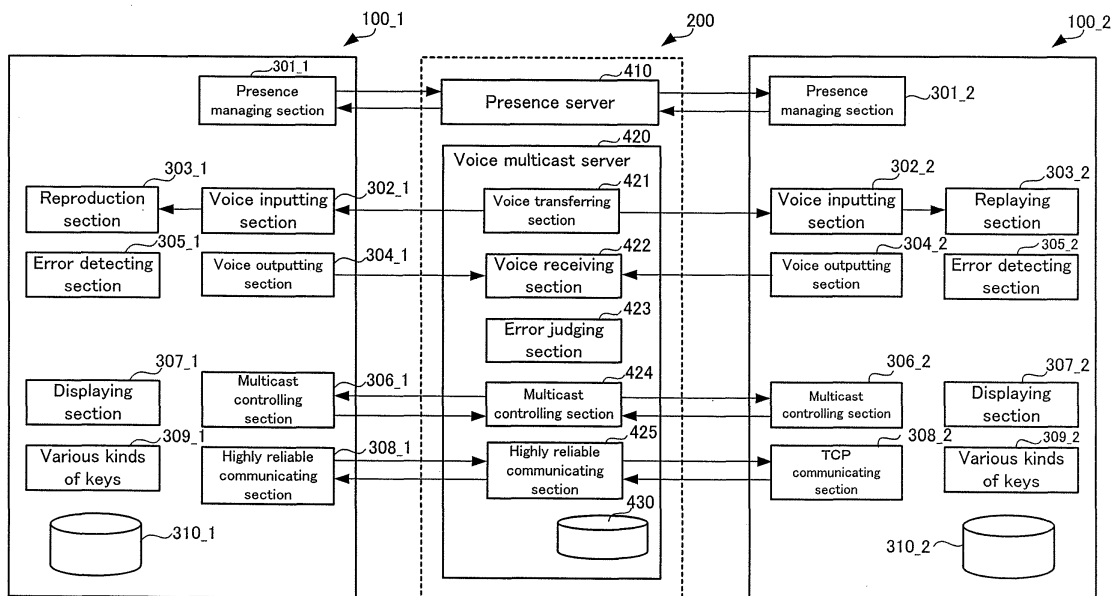 100_1
200
100_2
301_1
Presence
managing section
410
Presence server
Presence
managing section
301_2
420
Voice multicast server
303_1
Reproduction
section
302_1
Voice inputting
section
421
Voice transferring
section
302_2
Voice inputting
section
303_2
Replaying
section
305_1
Error detecting
section
304_1
Voice outputting
section
422
Voice receiving
section
304_2
Voice outputting
section
305_2
Error detecting
section
423
Error judging
section
307_1
Displaying
section
306_1
Multicast
controlling
section
424
Multicast
controlling section
306_2
Multicast
controlling section
307_2
Displaying
section
309_1
Various kinds
of keys
308_1
Highly reliable
communicating
section
425
Highly reliable
communicating
section
308_2
TCP
communicating
section
309_2
Various kinds
of keys
310_1
430
310_2